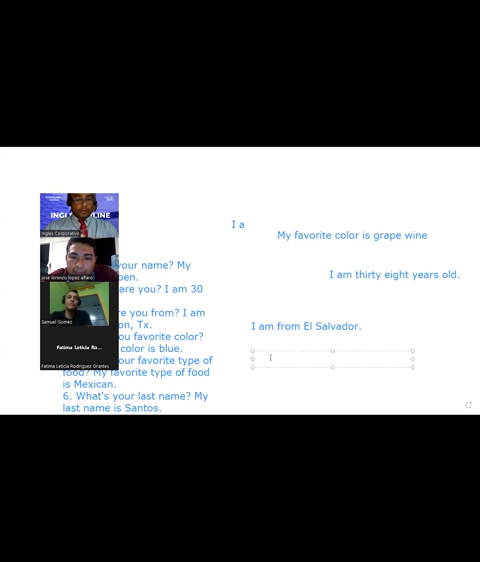 INGL LINE
Ingles Corporativo
jose lorenzo lopez alfaro
Samuel Gomez
Fatima Leticia Ro...
Fatima Leticia Rodriguez Orantes
your name? My
pen.
are you? I am 30
are you from? I am
on, Tx.
you favorite color?
color is blue.
our favorite type of
food? My favorite type of food
is Mexican.
6. What's your last name? My
last name is Santos.
I a
My favorite color is grape wine
I am thirty eight years old.
I am from El Salvador.